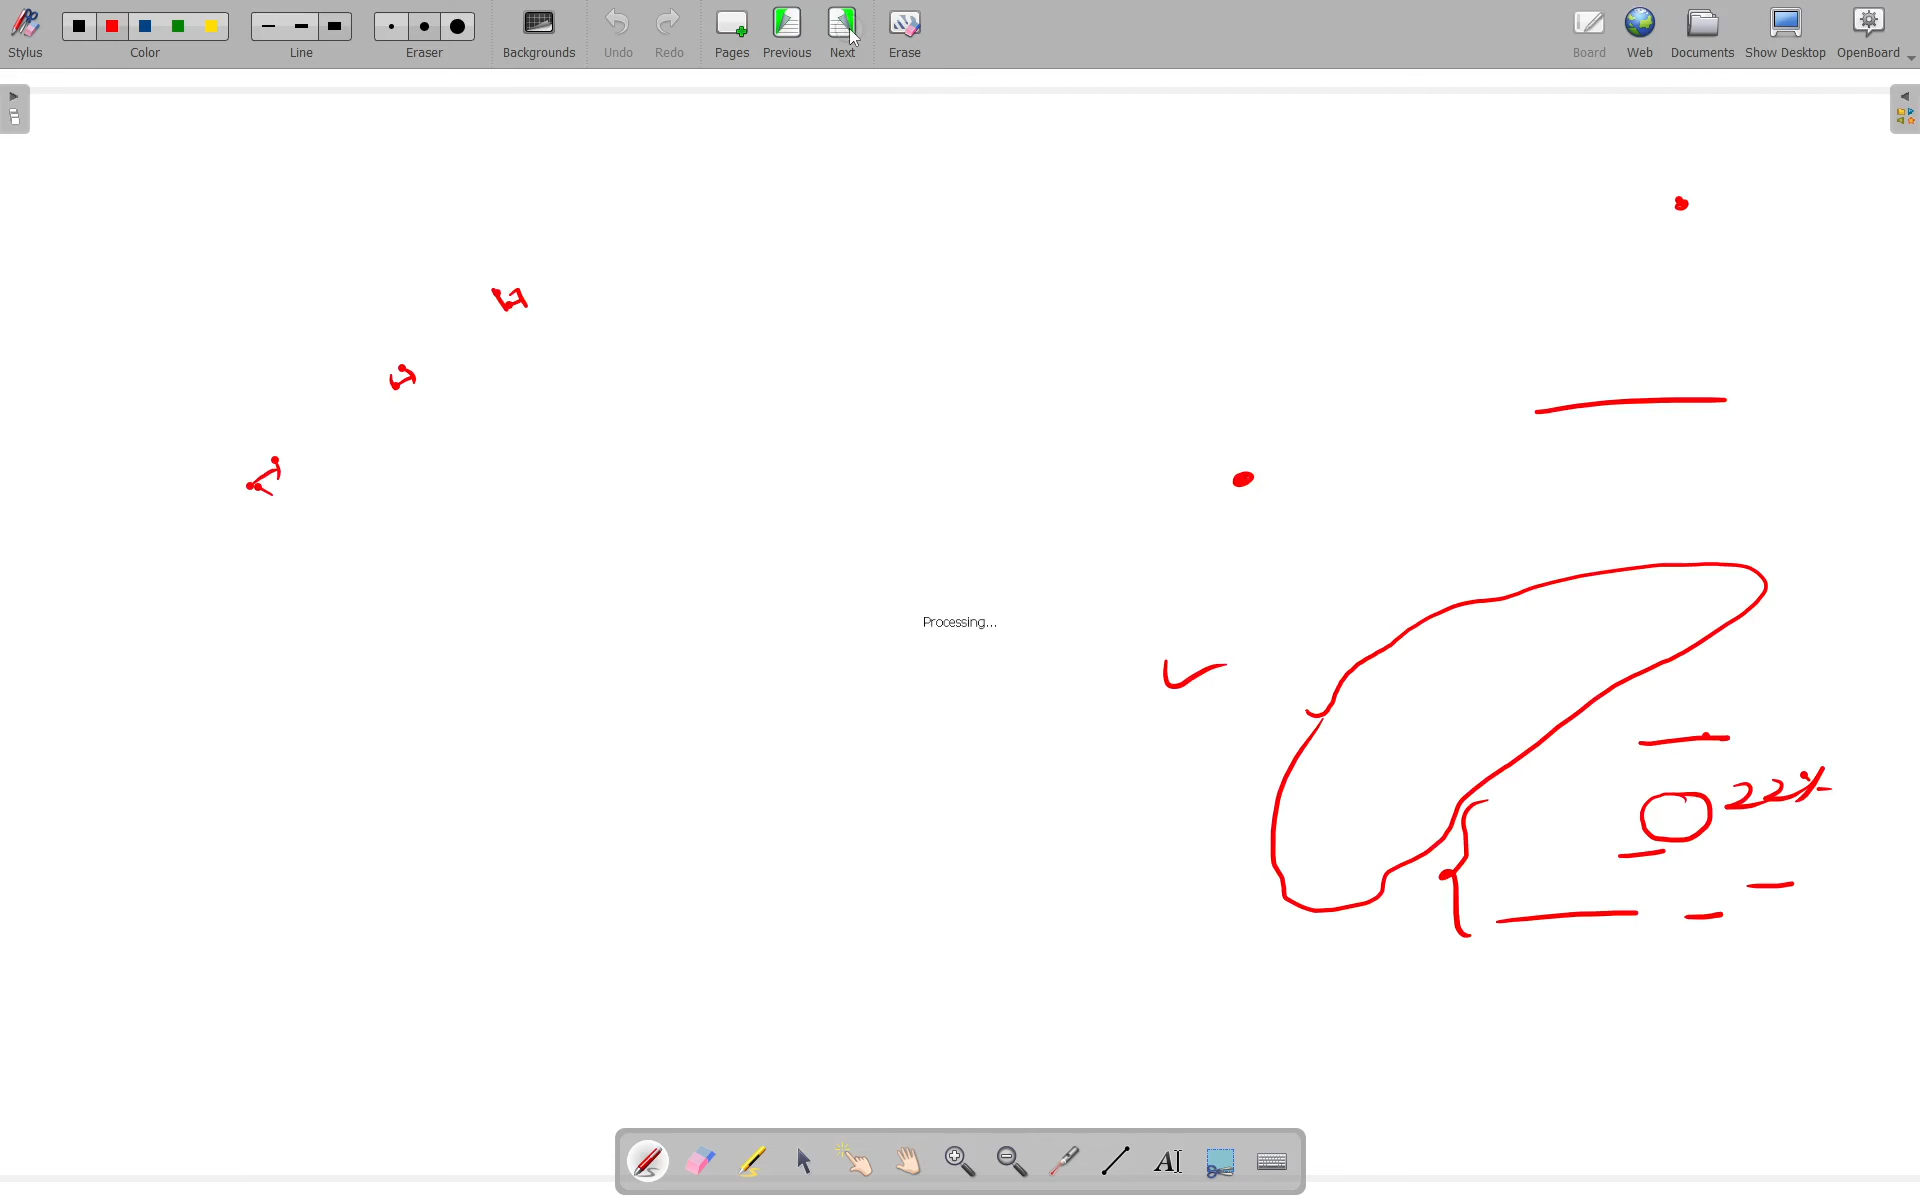 Stylus Color Line Eraser Backgrounds Undo Redo Pages Previous Next Erase Board Web Documents Show Desktop OpenBoard
Processing...
22%